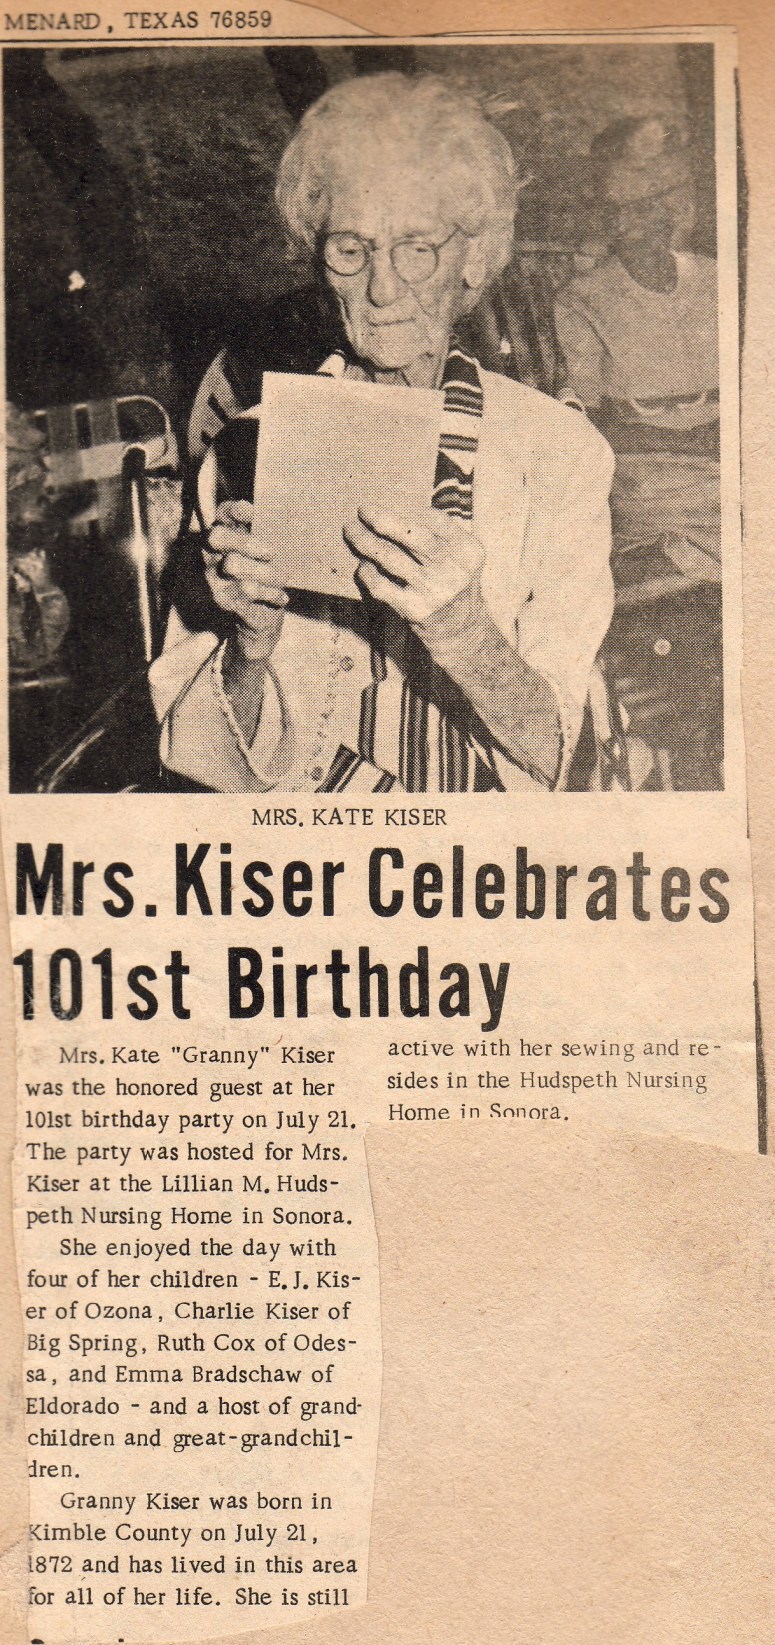 MENARD, TEXAS 76859
MRS. KATE KISER
Mrs. Kiser Celebrates
101st Birthday
Mrs. Kate "Granny" Kiser
was the honored guest at her
101st birthday party on July 21.
The party was hosted for Mrs.
Kiser at the Lillian M. Huds-
peth Nursing Home in Sonora.
She enjoyed the day with
four of her children - E. J. Kis-
er of Ozona, Charlie Kiser of
Big Spring, Ruth Cox of Odes-
sa, and Emma Bradschaw of
Eldorado - and a host of grand-
children and great-grandchil-
dren.
Granny Kiser was born in
Kimble County on July 21,
1872 and has lived in this area
for all of her life. She is still
active with her sewing and re-
sides in the Hudspeth Nursing
Home in Sonora.